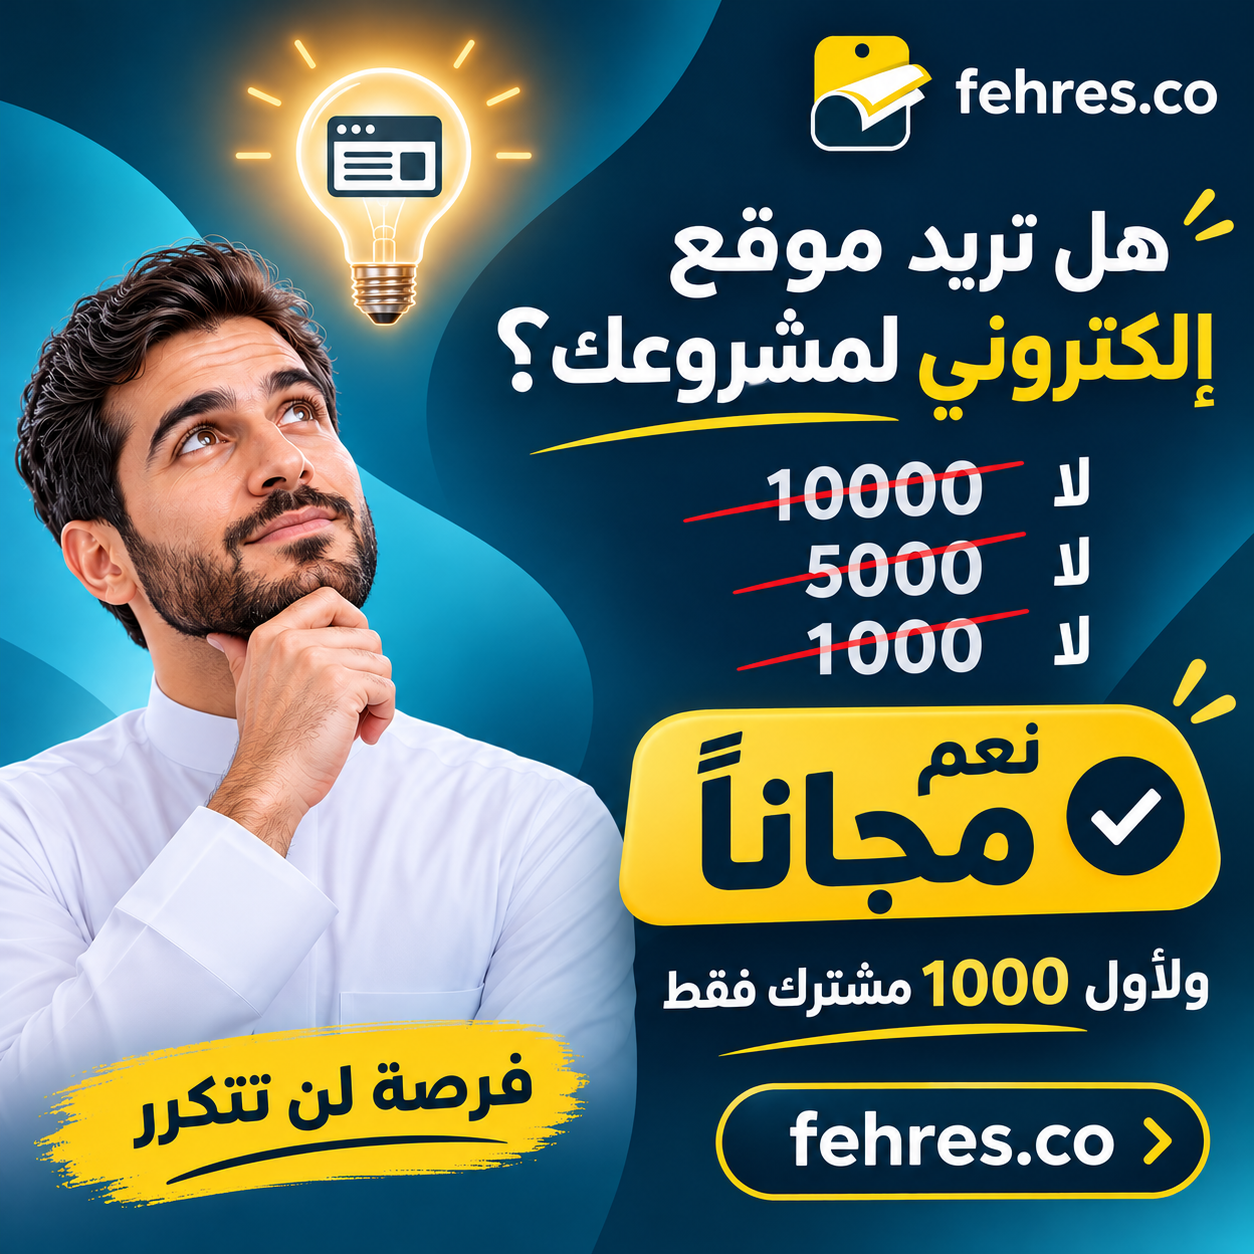 fehres.co
هل تريد موقع
إلكتروني لمشروعك؟
لا 10000
لا 5000
لا 1000
نعم
مجاناً
ولأول 1000 مشترك فقط
فرصة لن تتكرر
fehres.co